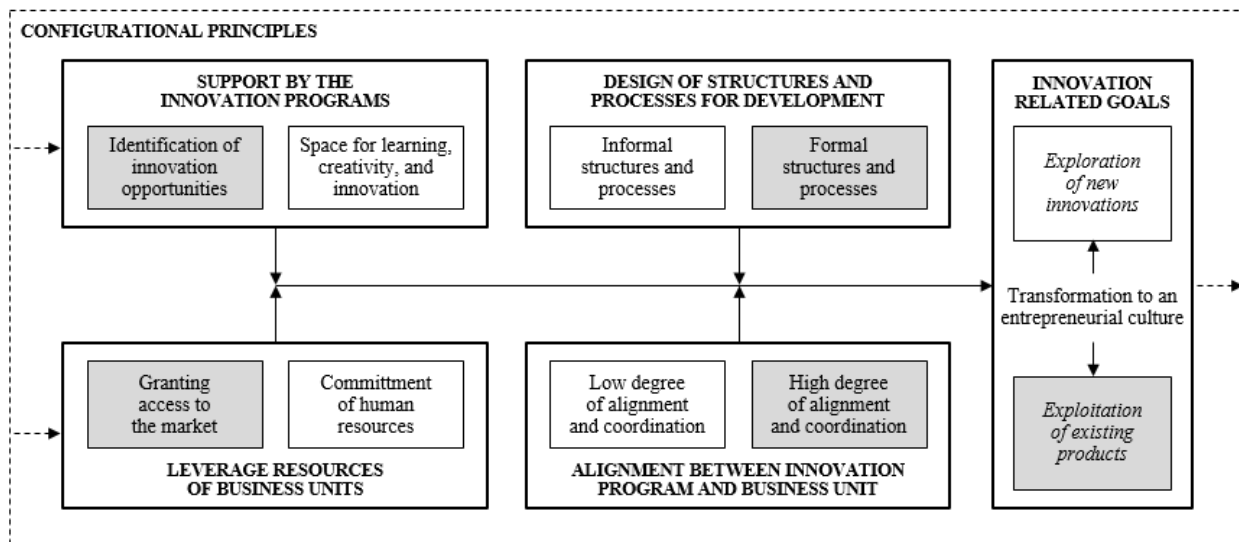 CONFIGURATIONAL PRINCIPLES
SUPPORT BY THE
INNOVATION PROGRAMS
Identification of
innovation
opportunities
Space for learning,
creativity, and
innovation
DESIGN OF STRUCTURES AND
PROCESSES FOR DEVELOPMENT
Informal
structures and
processes
Formal
structures and
processes
INNOVATION
RELATED GOALS
Exploration
of new
innovations
Transformation to an
entrepreneurial culture
Exploitation
of existing
products
Granting
access to
the market
Committment
of human
resources
LEVERAGE RESOURCES
OF BUSINESS UNITS
Low degree
of alignment
and coordination
High degree
of alignment
and coordination
ALIGNMENT BETWEEN INNOVATION
PROGRAM AND BUSINESS UNIT